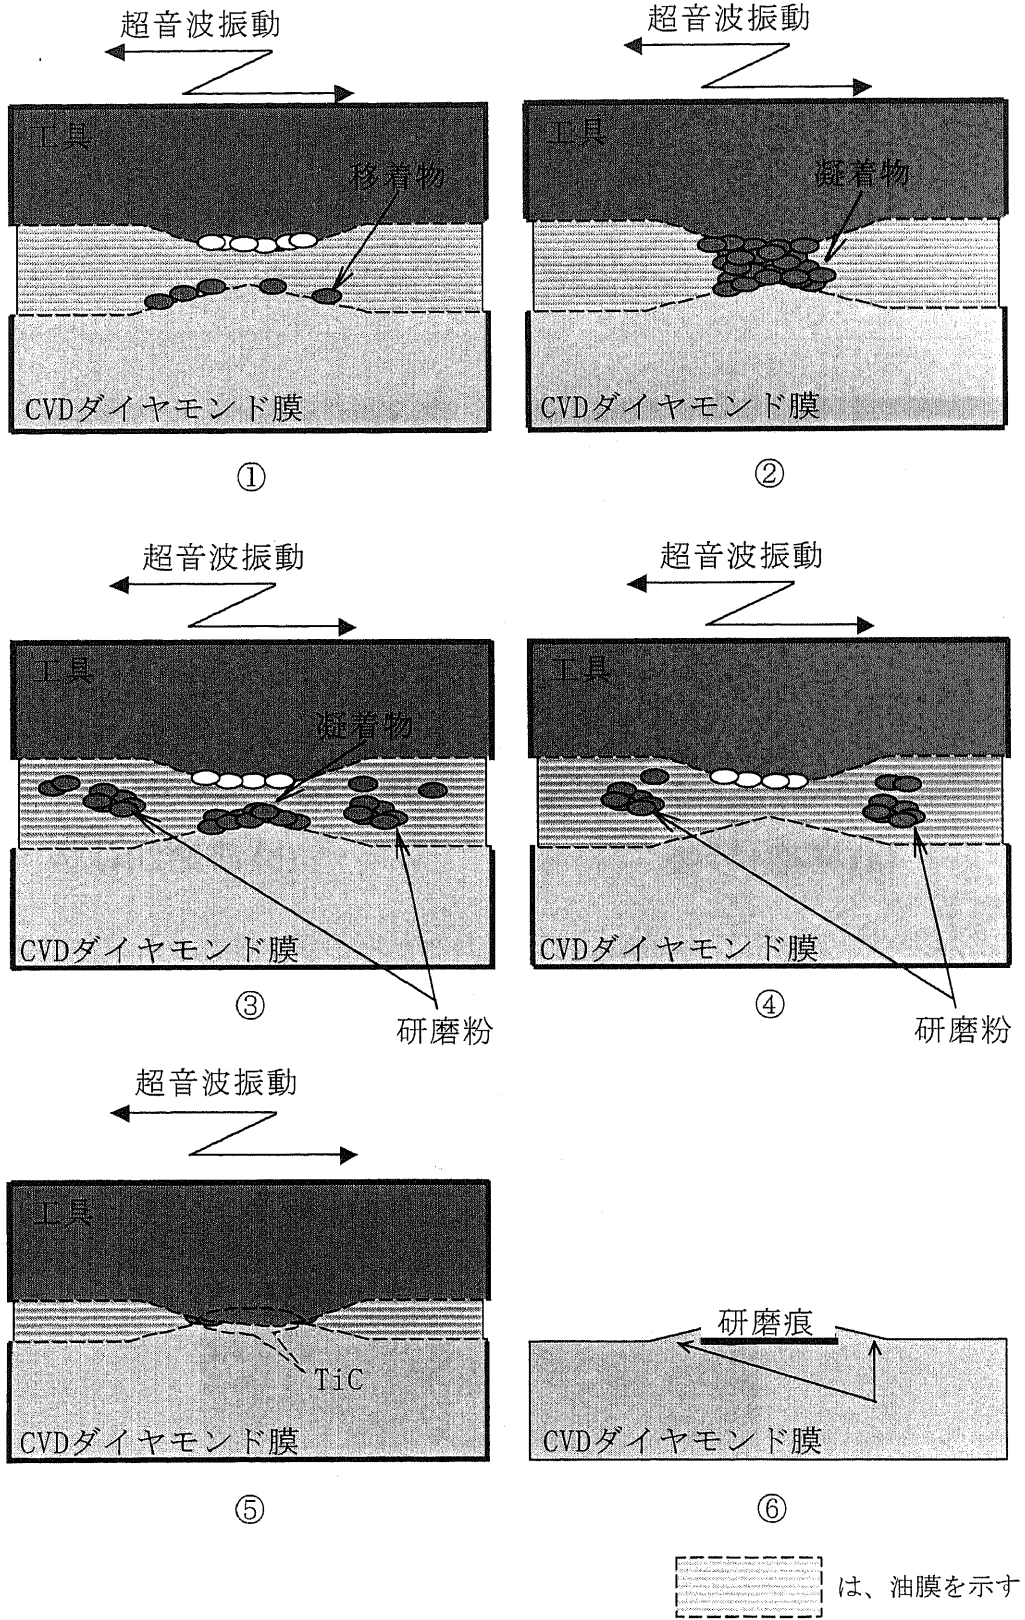 超音波振動
工具
移着物
CVDダイヤモンド膜
①
超音波振動
工具
凝着物
CVDダイヤモンド膜
②
超音波振動
工具
凝着物
CVDダイヤモンド膜
③
研磨粉
超音波振動
工具
CVDダイヤモンド膜
④
研磨粉
超音波振動
工具
TiC
CVDダイヤモンド膜
⑤
研磨痕
CVDダイヤモンド膜
⑥
は、油膜を示す